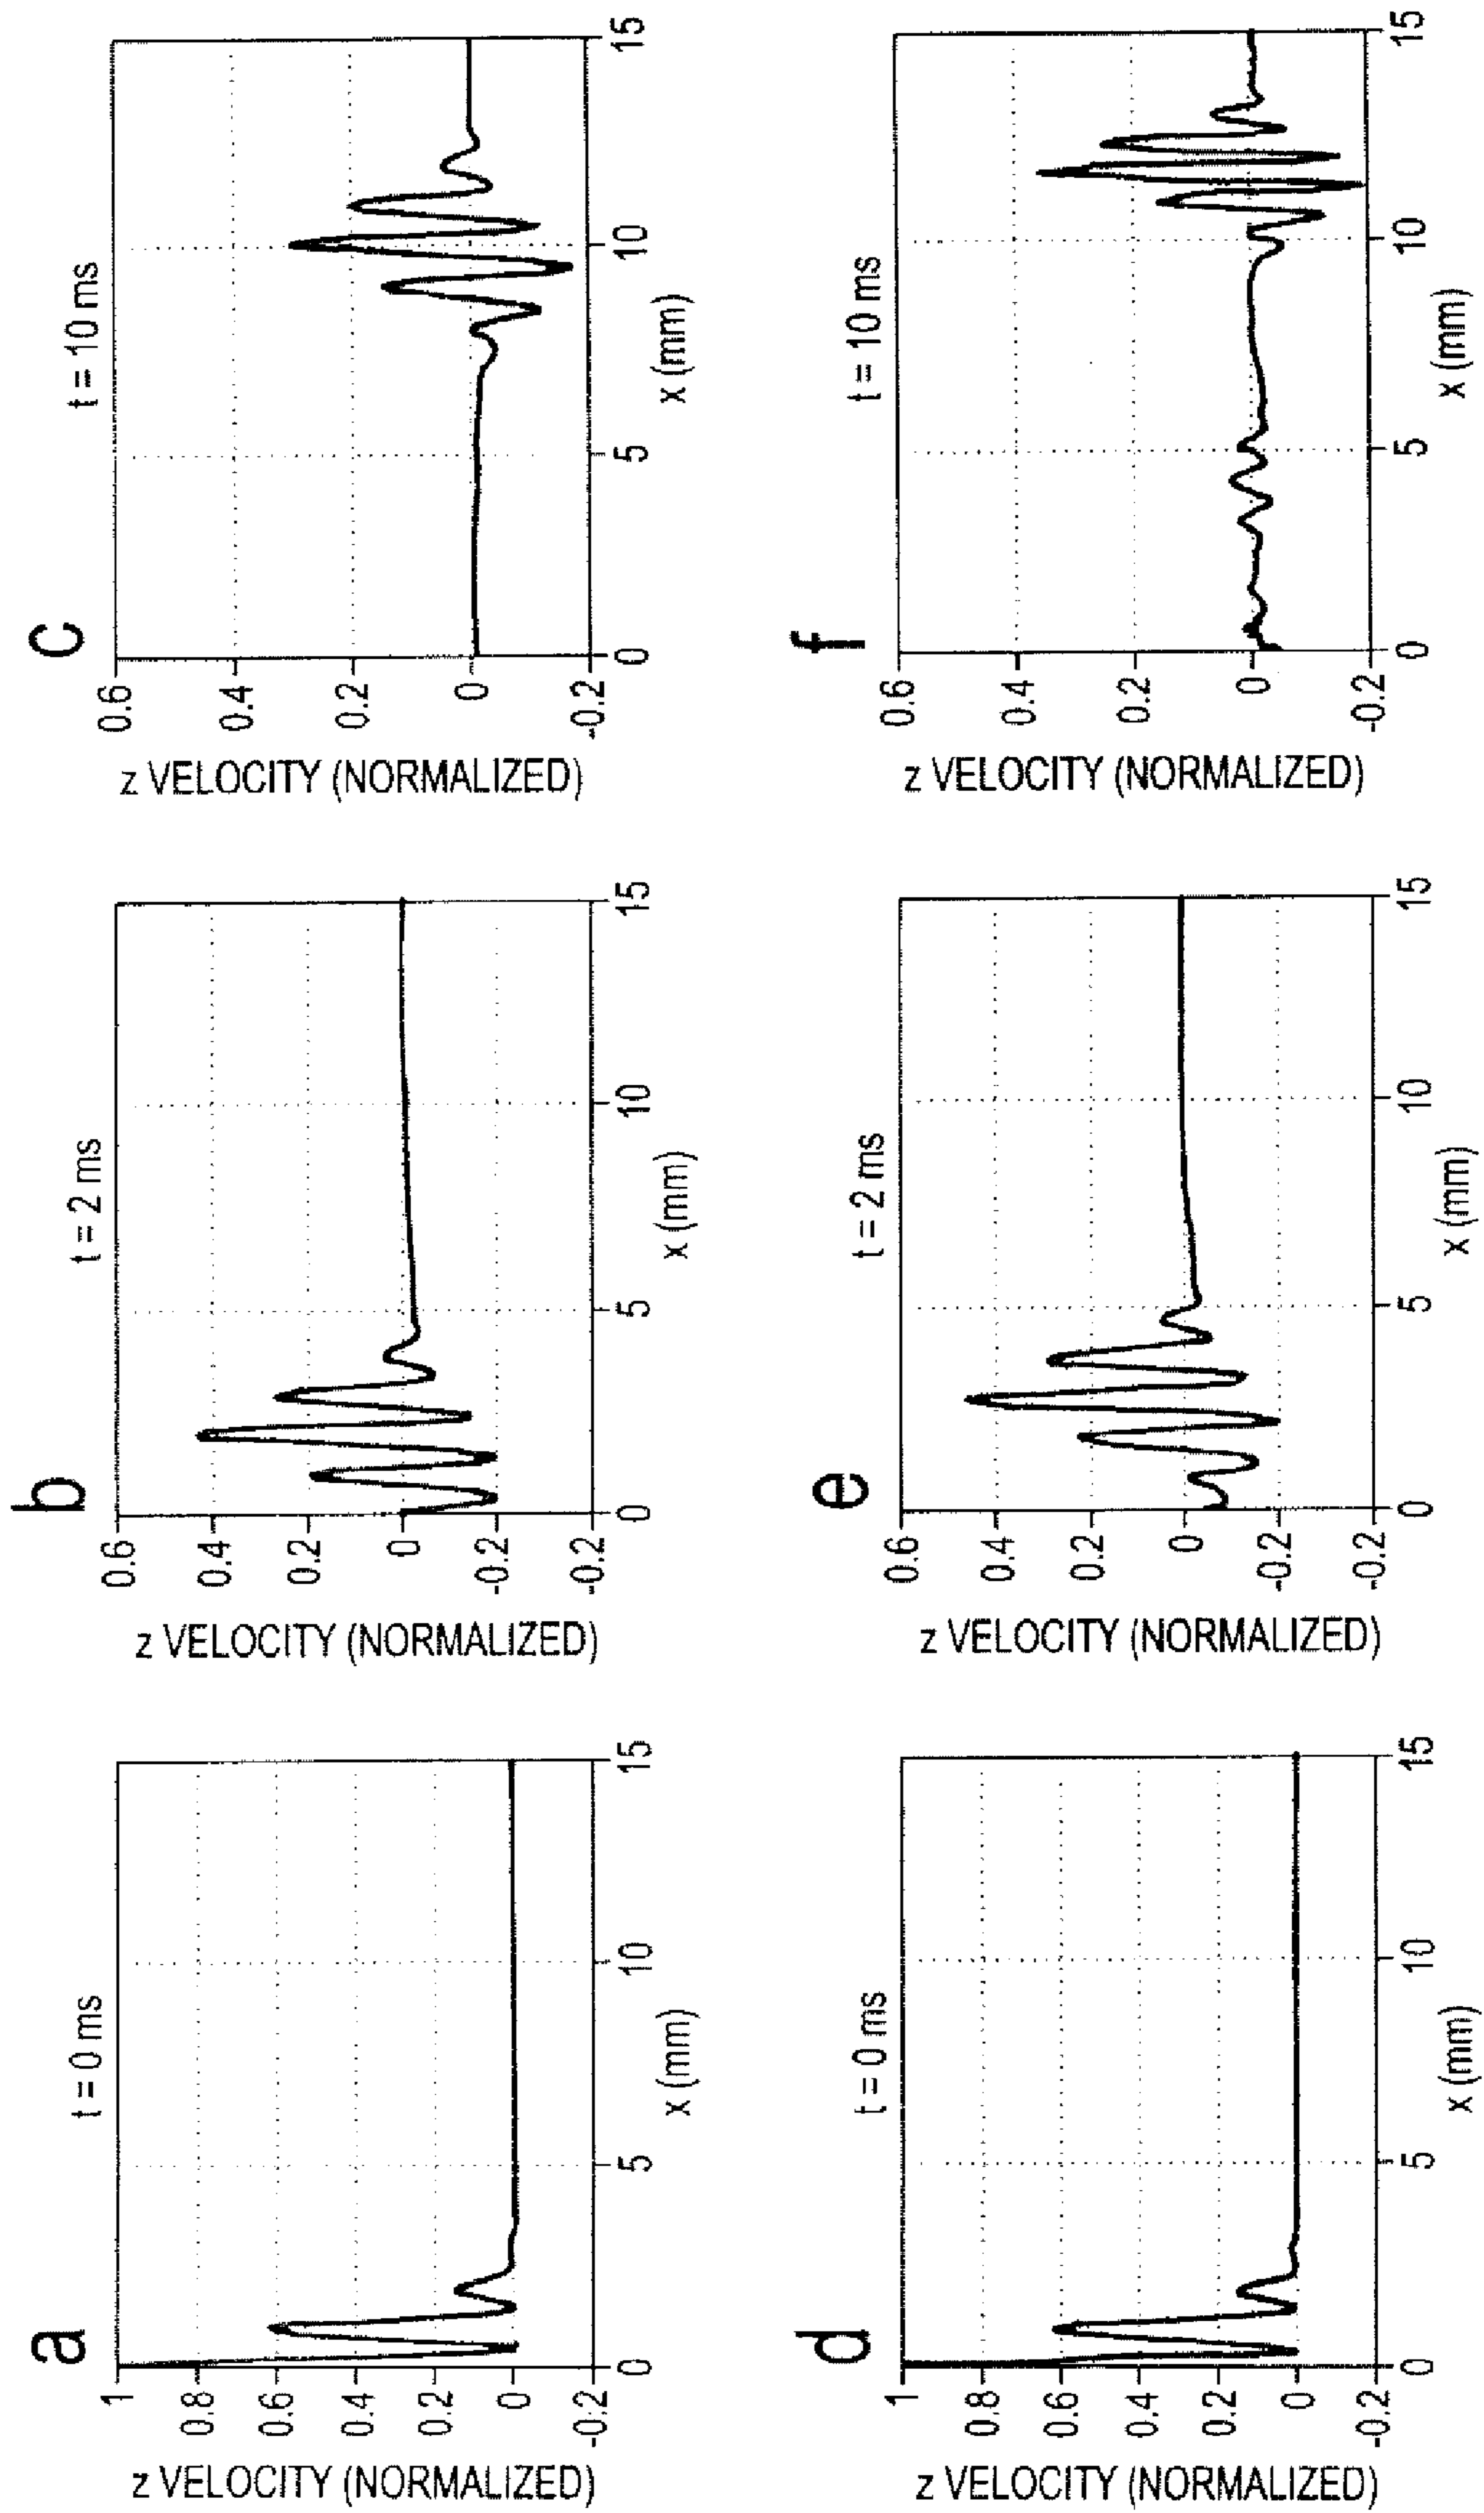 a
t = 0 ms
z VELOCITY (NORMALIZED)
1
0.8
0.6
0.4
0.2
0
-0.2
0 5 10 15
x (mm)
b
t = 2 ms
z VELOCITY (NORMALIZED)
0.6
0.4
0.2
0
-0.2
-0.2
0 5 10 15
x (mm)
c
t = 10 ms
z VELOCITY (NORMALIZED)
0.6
0.4
0.2
0
-0.2
0 5 10 15
x (mm)
d
t = 0 ms
z VELOCITY (NORMALIZED)
1
0.8
0.6
0.4
0.2
0
-0.2
0 5 10 15
x (mm)
e
t = 2 ms
z VELOCITY (NORMALIZED)
0.6
0.4
0.2
0
-0.2
-0.2
0 5 10 15
x (mm)
f
t = 10 ms
z VELOCITY (NORMALIZED)
0.6
0.4
0.2
0
-0.2
0 5 10 15
x (mm)